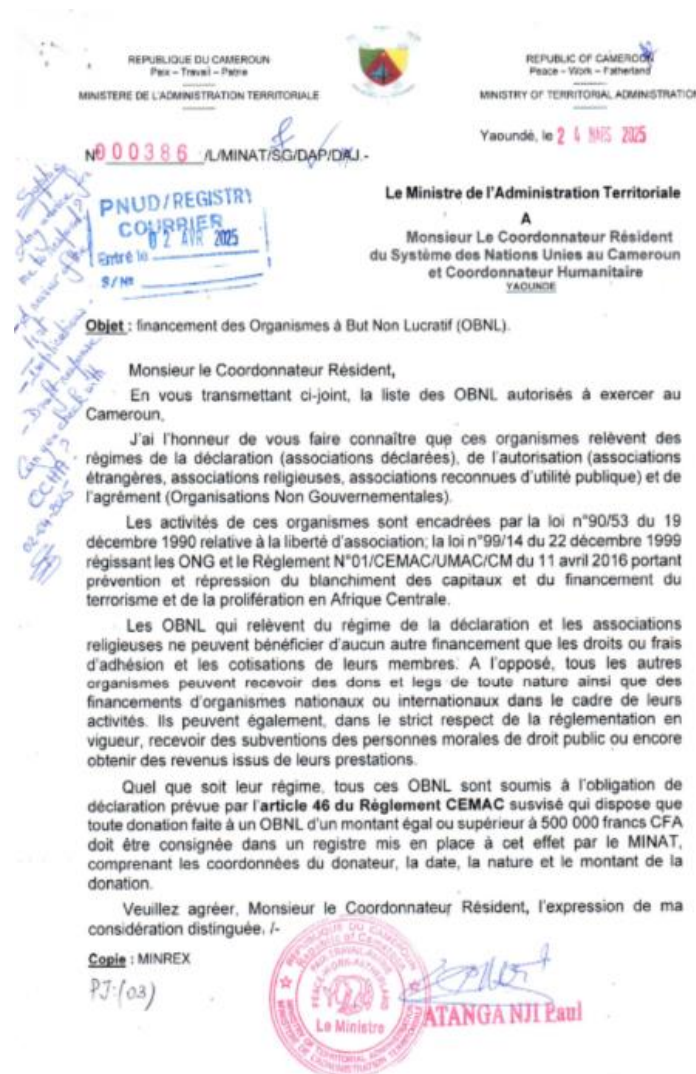 REPUBLIQUE DU CAMEROUN
Paix – Travail – Patrie
MINISTERE DE L'ADMINISTRATION TERRITORIALE
REPUBLIC OF CAMEROON
Peace – Work – Fatherland
MINISTRY OF TERRITORIAL ADMINISTRATION
Yaoundé, le 24 MARS 2025
N° 000386 /L/MINAT/SG/DAP/DAJ.-
PNUD/REGISTRY
COURRIER
02 AVR 2025
Entré le
S/N°
Le Ministre de l'Administration Territoriale
A
Monsieur Le Coordonnateur Résident
du Système des Nations Unies au Cameroun
et Coordonnateur Humanitaire
YAOUNDE
Objet : financement des Organismes à But Non Lucratif (OBNL).
Monsieur le Coordonnateur Résident,
En vous transmettant ci-joint, la liste des OBNL autorisés à exercer au
Cameroun,
J'ai l'honneur de vous faire connaître que ces organismes relèvent des
régimes de la déclaration (associations déclarées), de l'autorisation (associations
étrangères, associations religieuses, associations reconnues d'utilité publique) et de
l'agrément (Organisations Non Gouvernementales).
Les activités de ces organismes sont encadrées par la loi n°90/53 du 19
décembre 1990 relative à la liberté d'association; la loi n°99/14 du 22 décembre 1999
régissant les ONG et le Règlement N°01/CEMAC/UMAC/CM du 11 avril 2016 portant
prévention et répression du blanchiment des capitaux et du financement du
terrorisme et de la prolifération en Afrique Centrale.
Les OBNL qui relèvent du régime de la déclaration et les associations
religieuses ne peuvent bénéficier d'aucun autre financement que les droits ou frais
d'adhésion et les cotisations de leurs membres. A l'opposé, tous les autres
organismes peuvent recevoir des dons et legs de toute nature ainsi que des
financements d'organismes nationaux ou internationaux dans le cadre de leurs
activités. Ils peuvent également, dans le strict respect de la réglementation en
vigueur, recevoir des subventions des personnes morales de droit public ou encore
obtenir des revenus issus de leurs prestations.
Quel que soit leur régime, tous ces OBNL sont soumis à l'obligation de
déclaration prévue par l'article 46 du Règlement CEMAC susvisé qui dispose que
toute donation faite à un OBNL d'un montant égal ou supérieur à 500 000 francs CFA
doit être consignée dans un registre mis en place à cet effet par le MINAT,
comprenant les coordonnées du donateur, la date, la nature et le montant de la
donation.
Veuillez agréer, Monsieur le Coordonnateur Résident, l'expression de ma
considération distinguée. /-
Copie : MINREX
PJ:(03)
Le Ministre
ATANGA NJI Paul
- Implication
- Draft response
Can you check with
02-04-2025